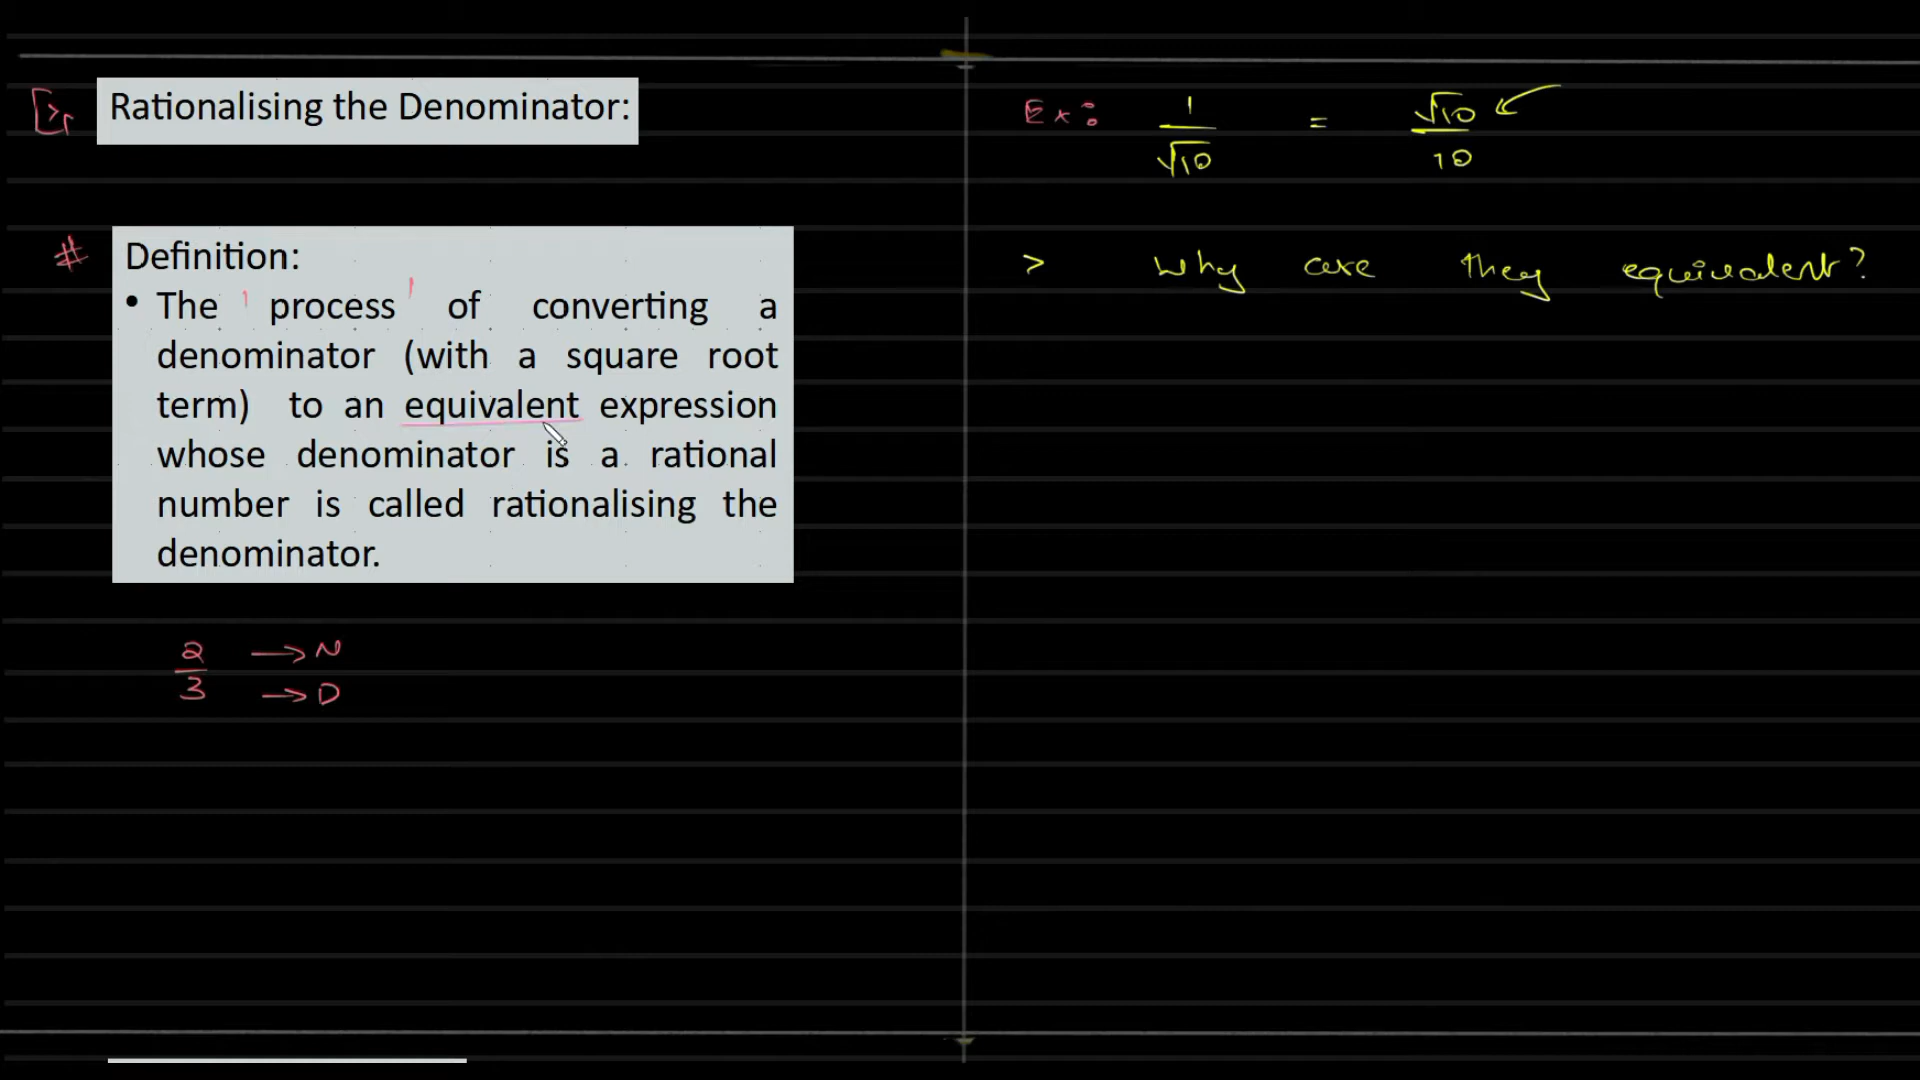 Rationalising the Denominator:
# Definition:
• The ' process ' of converting a
denominator (with a square root
term) to an equivalent expression
whose denominator is a rational
number is called rationalising the
denominator.
2 → N
3 → D
Ex: 1/√10 = √10/10
> Why are they equivalent?